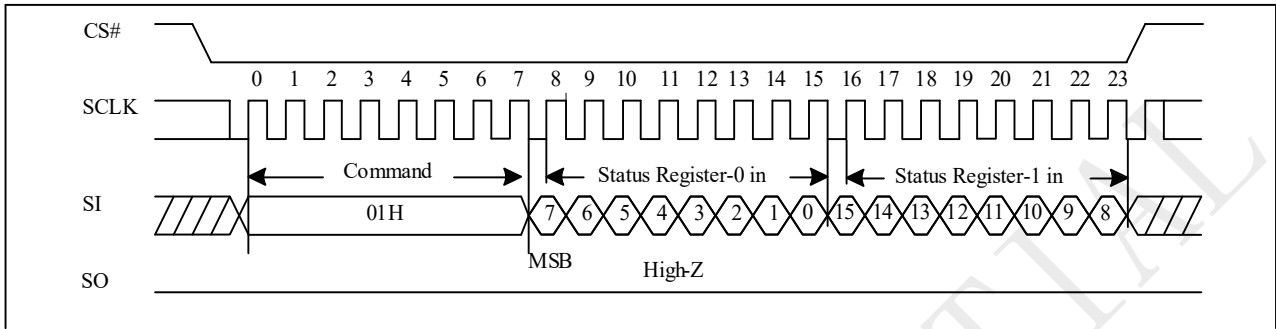 CS#
0 1 2 3 4 5 6 7 8 9 10 11 12 13 14 15 16 17 18 19 20 21 22 23
SCLK
Command Status Register-0 in Status Register-1 in
SI 01H 7 6 5 4 3 2 1 0 15 14 13 12 11 10 9 8
MSB High-Z
SO
TIAL